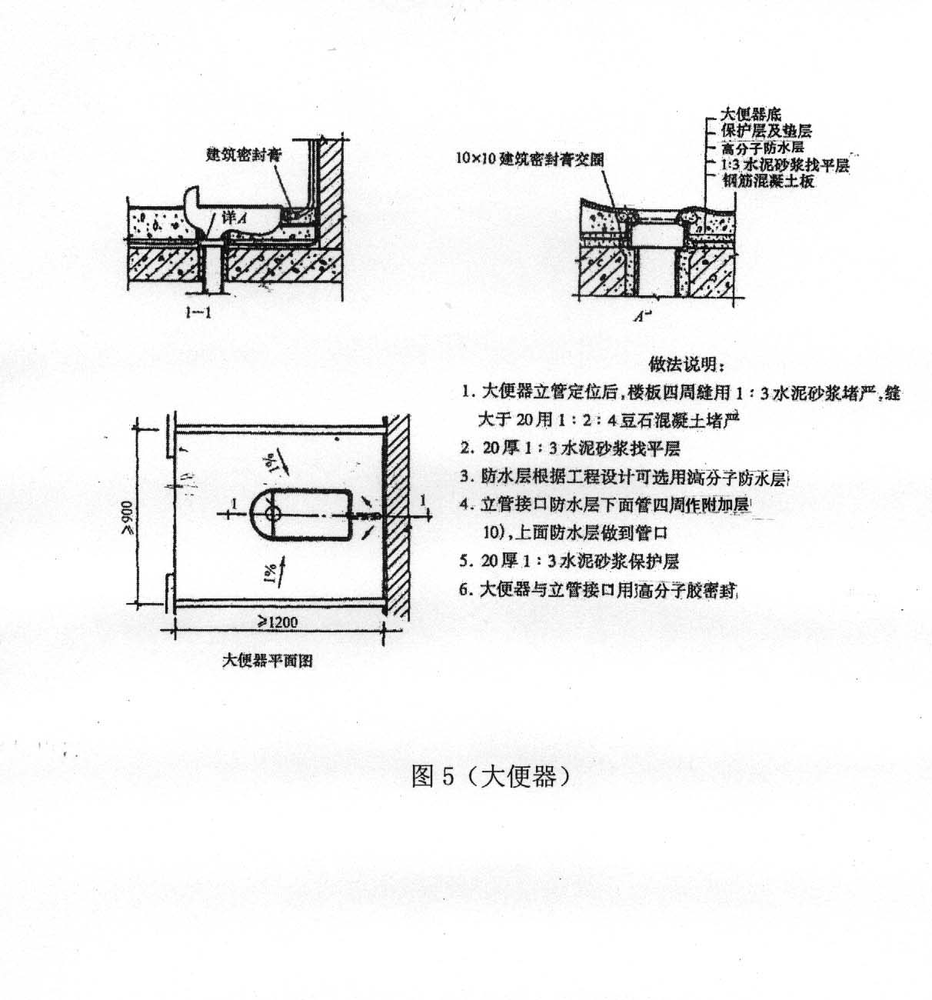 建筑密封膏
详A
1—1
10×10建筑密封膏交圈
大便器底
保护层及垫层
高分子防水层
1:3水泥砂浆找平层
钢筋混凝土板
A
做法说明:
1. 大便器立管定位后,楼板四周缝用1:3水泥砂浆堵严,缝
大于20用1:2:4豆石混凝土堵严
2. 20厚1:3水泥砂浆找平层
3. 防水层根据工程设计可选用高分子防水层
4. 立管接口防水层下面管四周作附加层
10),上面防水层做到管口
5. 20厚1:3水泥砂浆保护层
6. 大便器与立管接口用高分子胶密封
1%
1
1
≥900
1%
≥1200
大便器平面图
图5（大便器）